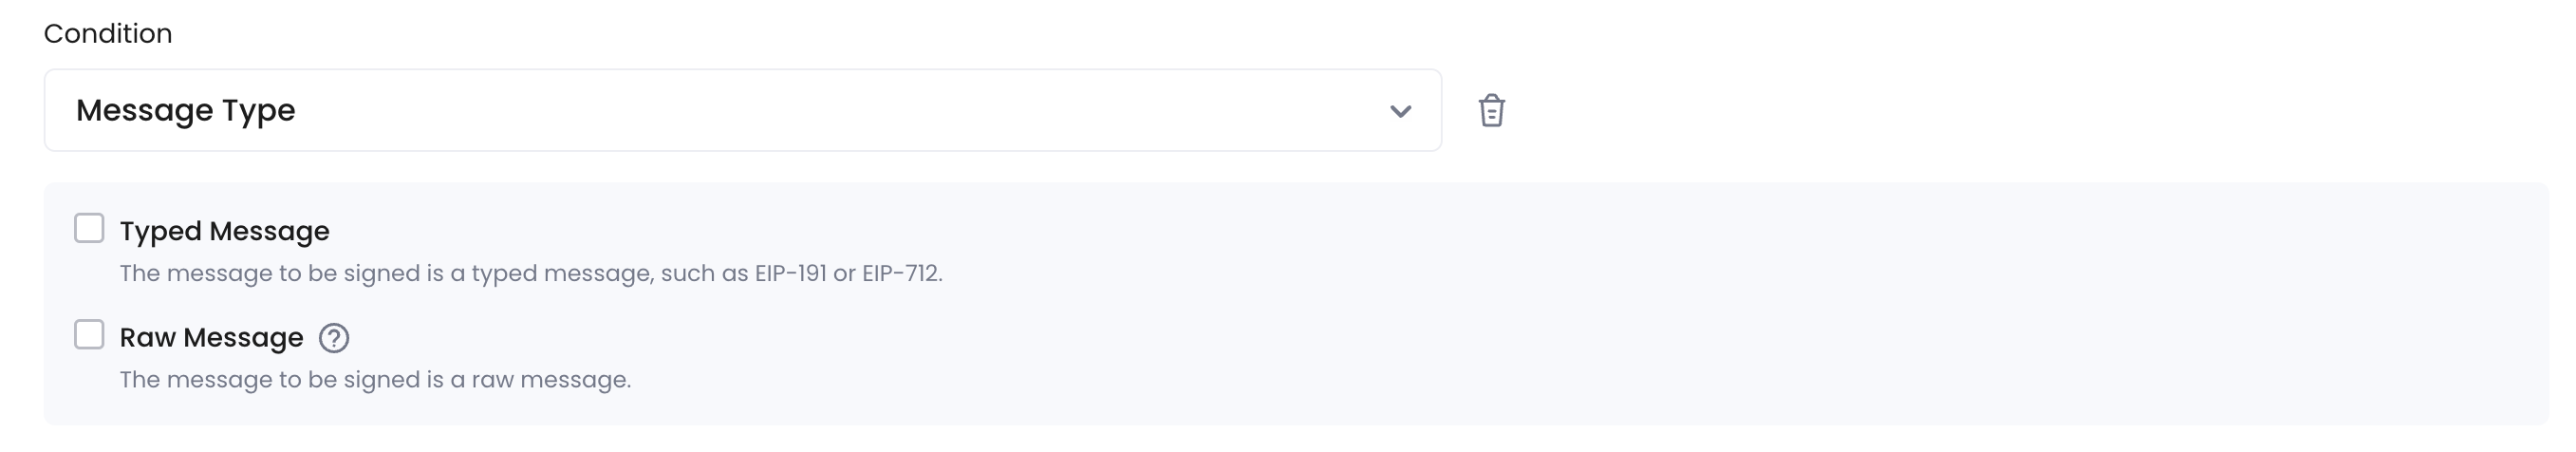 Condition
Message Type
Typed Message
The message to be signed is a typed message, such as EIP-191 or EIP-712.
Raw Message ?
The message to be signed is a raw message.